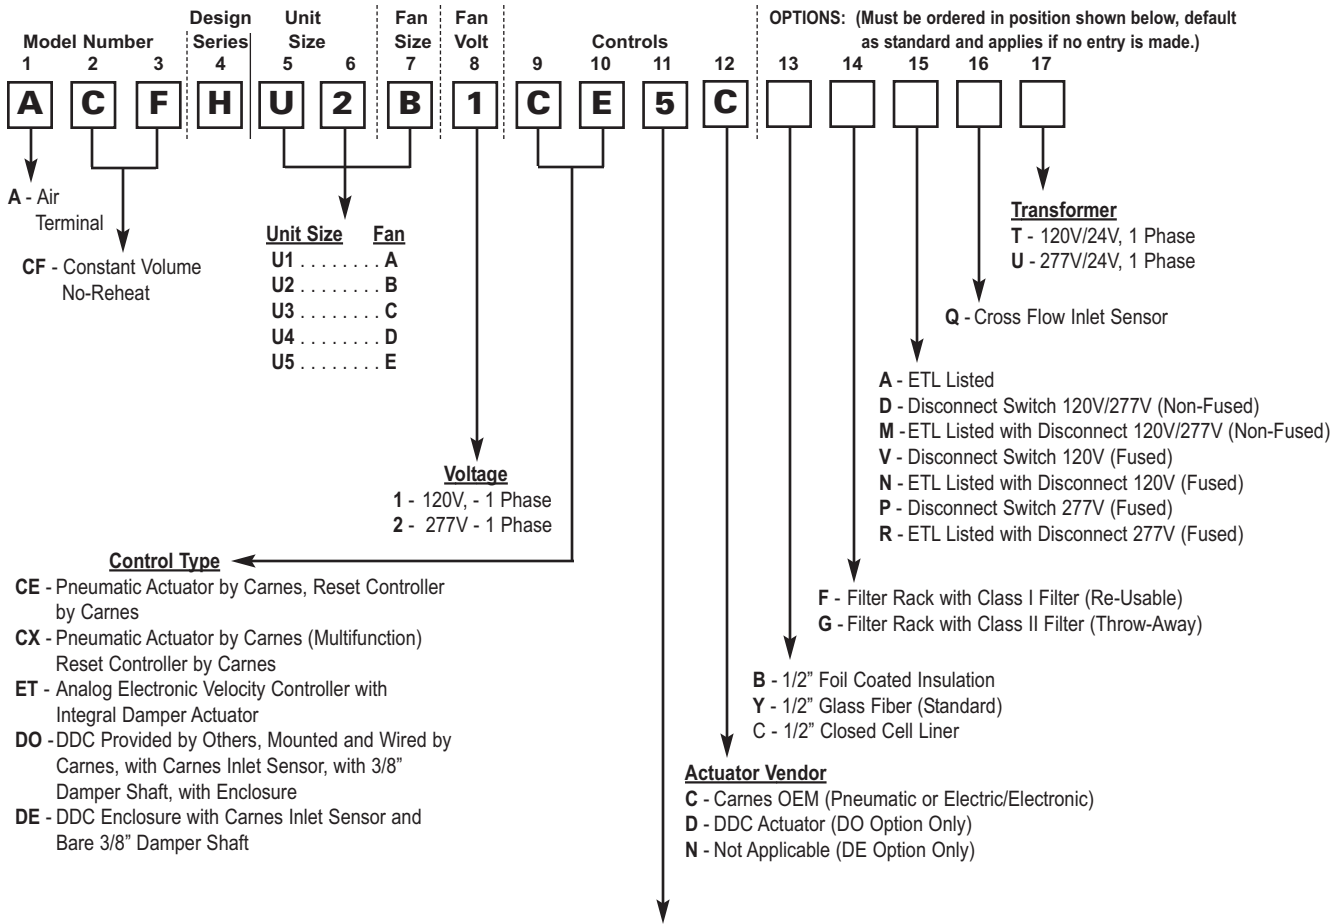 Design Unit Fan Fan OPTIONS: (Must be ordered in position shown below, default
Model Number Series Size Size Volt Controls as standard and applies if no entry is made.)
1 2 3 4 5 6 7 8 9 10 11 12 13 14 15 16 17
A C F H U 2 B 1 C E 5 C
A - Air
Terminal
CF - Constant Volume
No-Reheat
Unit Size Fan
U1 . . . . . . . . A
U2 . . . . . . . . B
U3 . . . . . . . . C
U4 . . . . . . . . D
U5 . . . . . . . . E
Transformer
T - 120V/24V, 1 Phase
U - 277V/24V, 1 Phase
Q - Cross Flow Inlet Sensor
A - ETL Listed
D - Disconnect Switch 120V/277V (Non-Fused)
M - ETL Listed with Disconnect 120V/277V (Non-Fused)
V - Disconnect Switch 120V (Fused)
N - ETL Listed with Disconnect 120V (Fused)
P - Disconnect Switch 277V (Fused)
R - ETL Listed with Disconnect 277V (Fused)
Voltage
1 - 120V, - 1 Phase
2 - 277V - 1 Phase
Control Type
CE - Pneumatic Actuator by Carnes, Reset Controller
by Carnes
CX - Pneumatic Actuator by Carnes (Multifunction)
Reset Controller by Carnes
ET - Analog Electronic Velocity Controller with
Integral Damper Actuator
DO - DDC Provided by Others, Mounted and Wired by
Carnes, with Carnes Inlet Sensor, with 3/8”
Damper Shaft, with Enclosure
DE - DDC Enclosure with Carnes Inlet Sensor and
Bare 3/8” Damper Shaft
F - Filter Rack with Class I Filter (Re-Usable)
G - Filter Rack with Class II Filter (Throw-Away)
B - 1/2” Foil Coated Insulation
Y - 1/2” Glass Fiber (Standard)
C - 1/2” Closed Cell Liner
Actuator Vendor
C - Carnes OEM (Pneumatic or Electric/Electronic)
D - DDC Actuator (DO Option Only)
N - Not Applicable (DE Option Only)